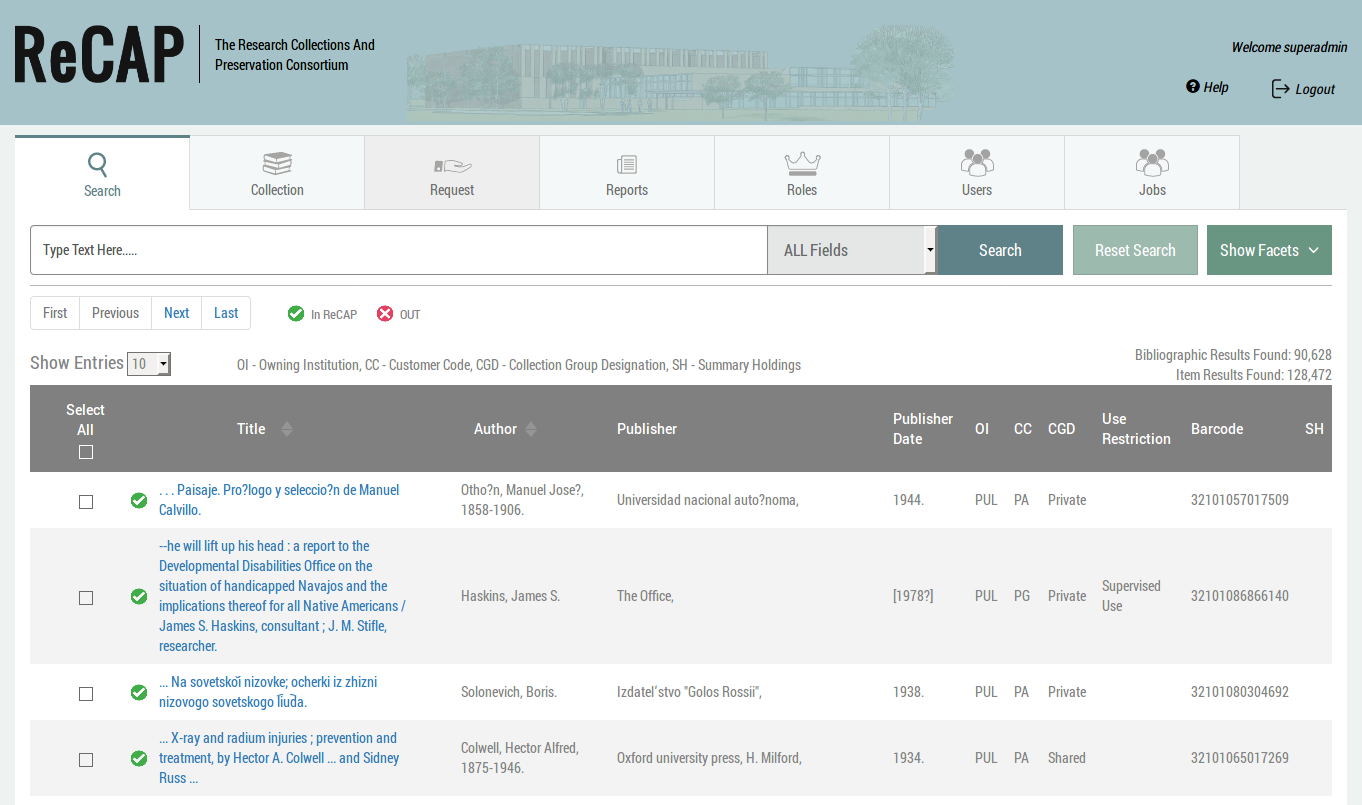 ReCAP
The Research Collections And
Preservation Consortium
Welcome superadmin
Help
Logout
Search
Collection
Request
Reports
Roles
Users
Jobs
Type Text Here.....
ALL Fields
Search
Reset Search
Show Facets
First
Previous
Next
Last
In ReCAP
OUT
Show Entries 10
OI - Owning Institution, CC - Customer Code, CGD - Collection Group Designation, SH - Summary Holdings
Bibliographic Results Found: 90,628
Item Results Found: 128,472
Select
All
Title
Author
Publisher
Publisher
Date
OI
CC
CGD
Use
Restriction
Barcode
SH
. . . Paisaje. Pro?logo y seleccio?n de Manuel
Calvillo.
Otho?n, Manuel Jose?,
1858-1906.
Universidad nacional auto?noma,
1944.
PUL
PA
Private
32101057017509
--he will lift up his head : a report to the
Developmental Disabilities Office on the
situation of handicapped Navajos and the
implications thereof for all Native Americans /
James S. Haskins, consultant ; J. M. Stifle,
researcher.
Haskins, James S.
The Office,
[1978?]
PUL
PG
Private
Supervised
Use
32101086866140
... Na sovetskoĭ nizovke; ocherki iz zhizni
nizovogo sovetskogo li͡uda.
Solonevich, Boris.
Izdatelʹstvo "Golos Rossii",
1938.
PUL
PA
Private
32101080304692
... X-ray and radium injuries ; prevention and
treatment, by Hector A. Colwell ... and Sidney
Russ ...
Colwell, Hector Alfred,
1875-1946.
Oxford university press, H. Milford,
1934.
PUL
PA
Shared
32101065017269